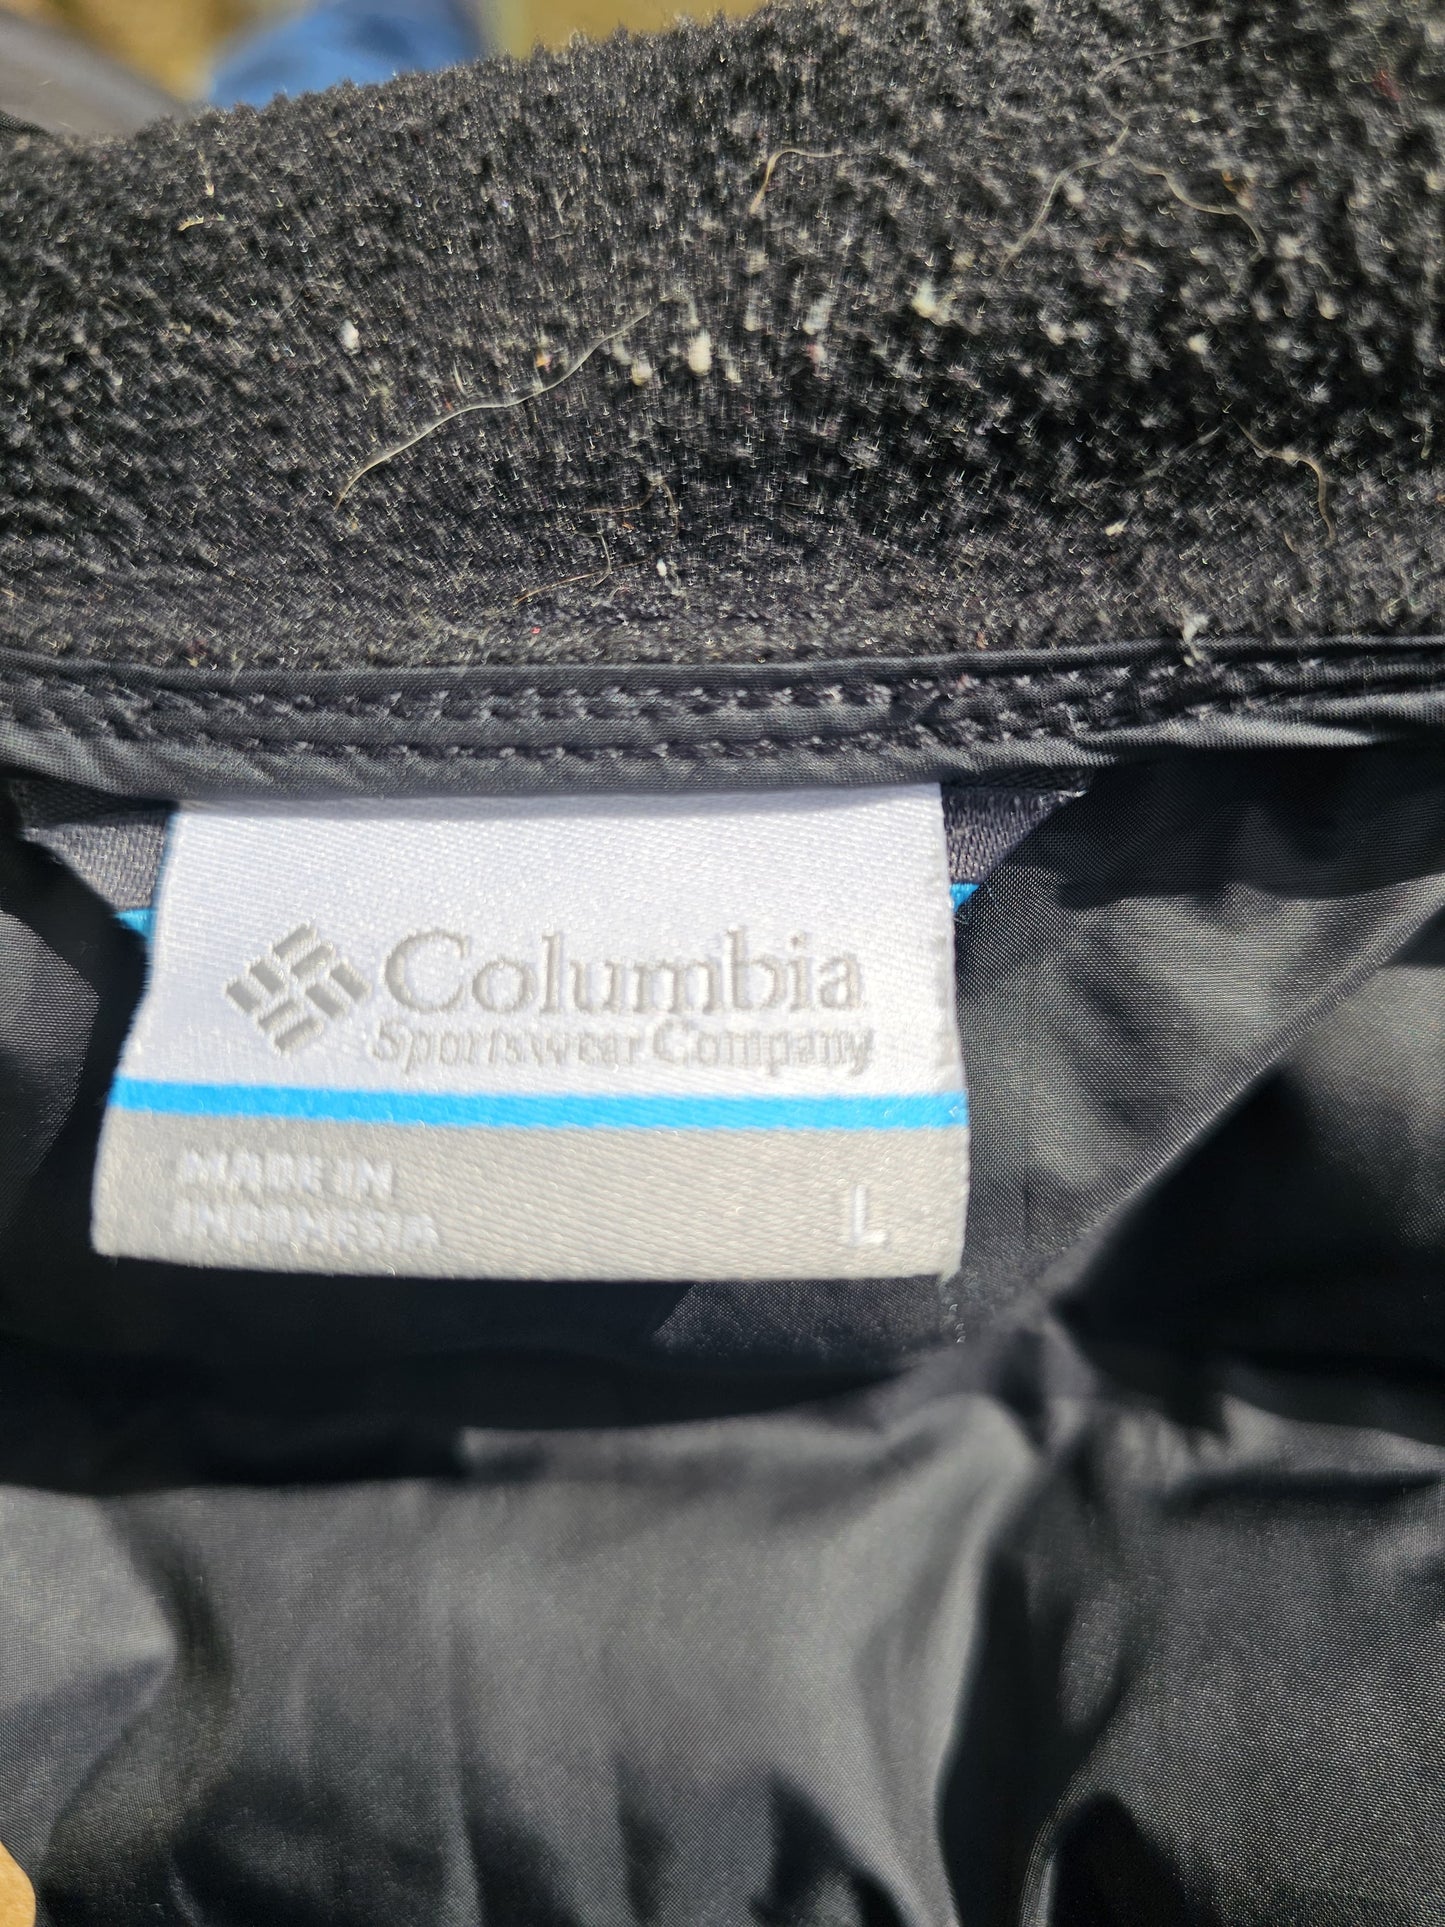 Columbia
Sportswear Company
MADE IN
INDONESIA
L